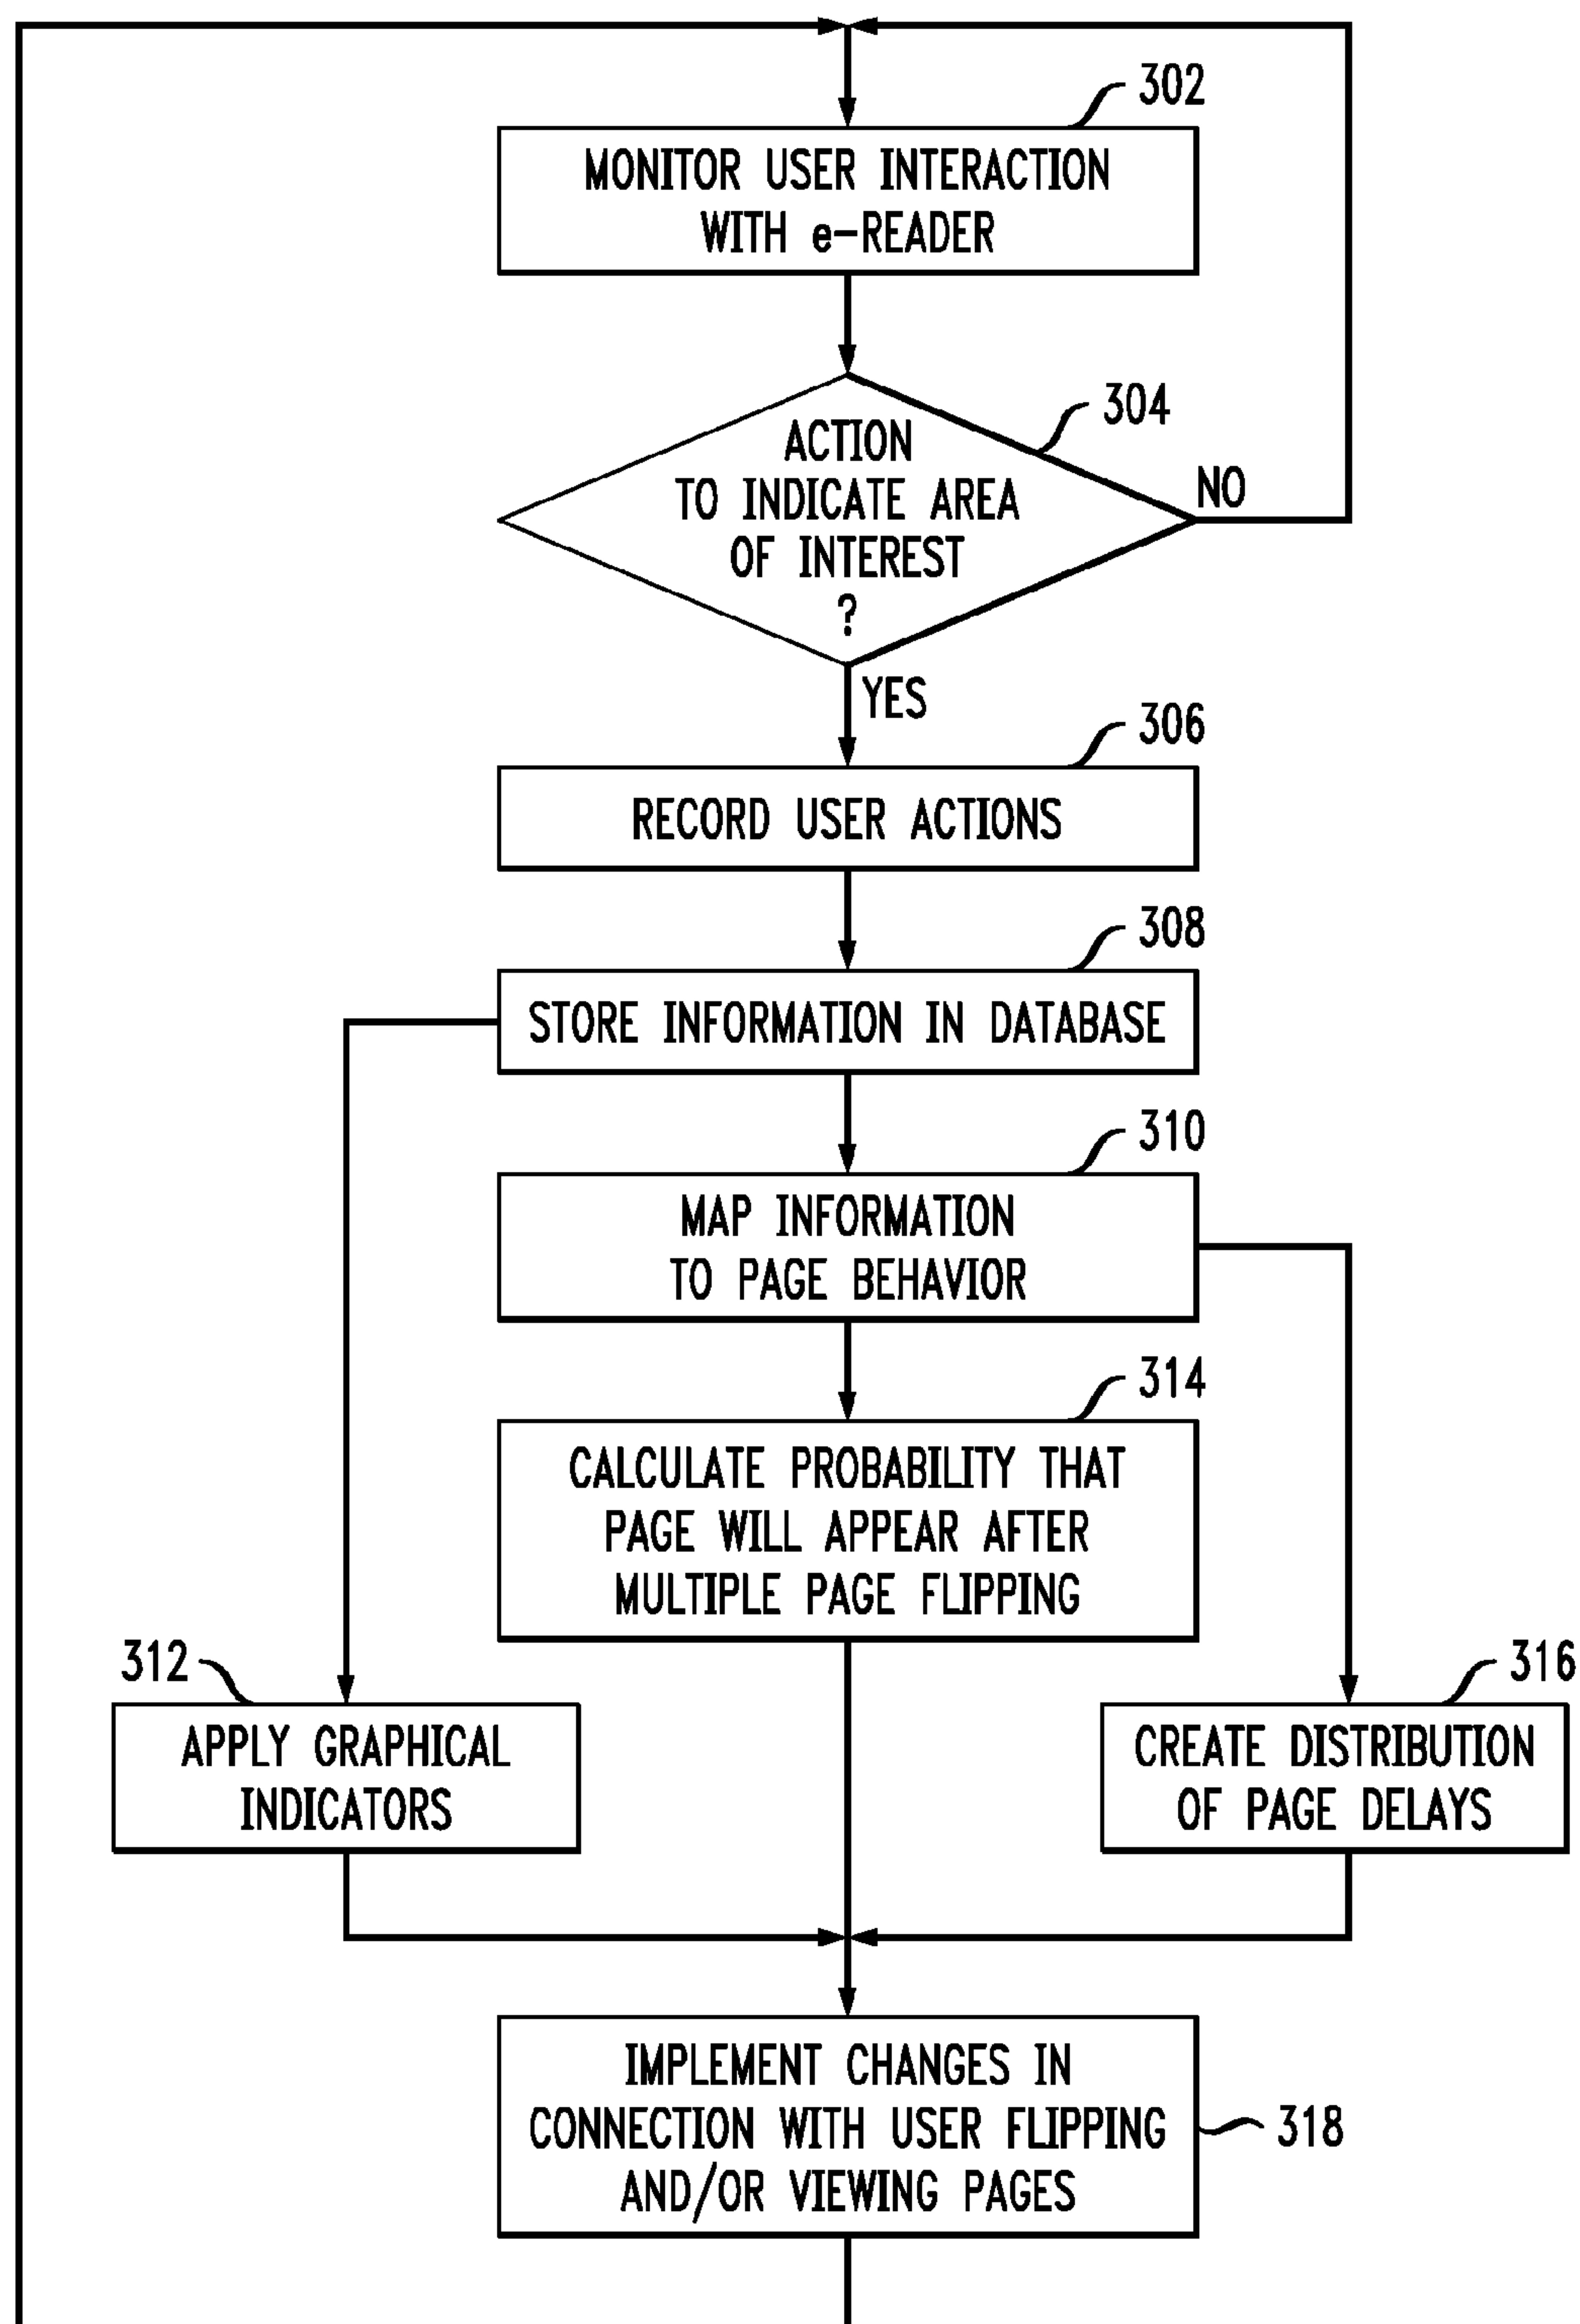 302
MONITOR USER INTERACTION
WITH e-READER
304
ACTION
TO INDICATE AREA
OF INTEREST
?
NO
YES
306
RECORD USER ACTIONS
308
STORE INFORMATION IN DATABASE
310
MAP INFORMATION
TO PAGE BEHAVIOR
314
CALCULATE PROBABILITY THAT
PAGE WILL APPEAR AFTER
MULTIPLE PAGE FLIPPING
312
APPLY GRAPHICAL
INDICATORS
316
CREATE DISTRIBUTION
OF PAGE DELAYS
IMPLEMENT CHANGES IN
CONNECTION WITH USER FLIPPING
AND/OR VIEWING PAGES
318